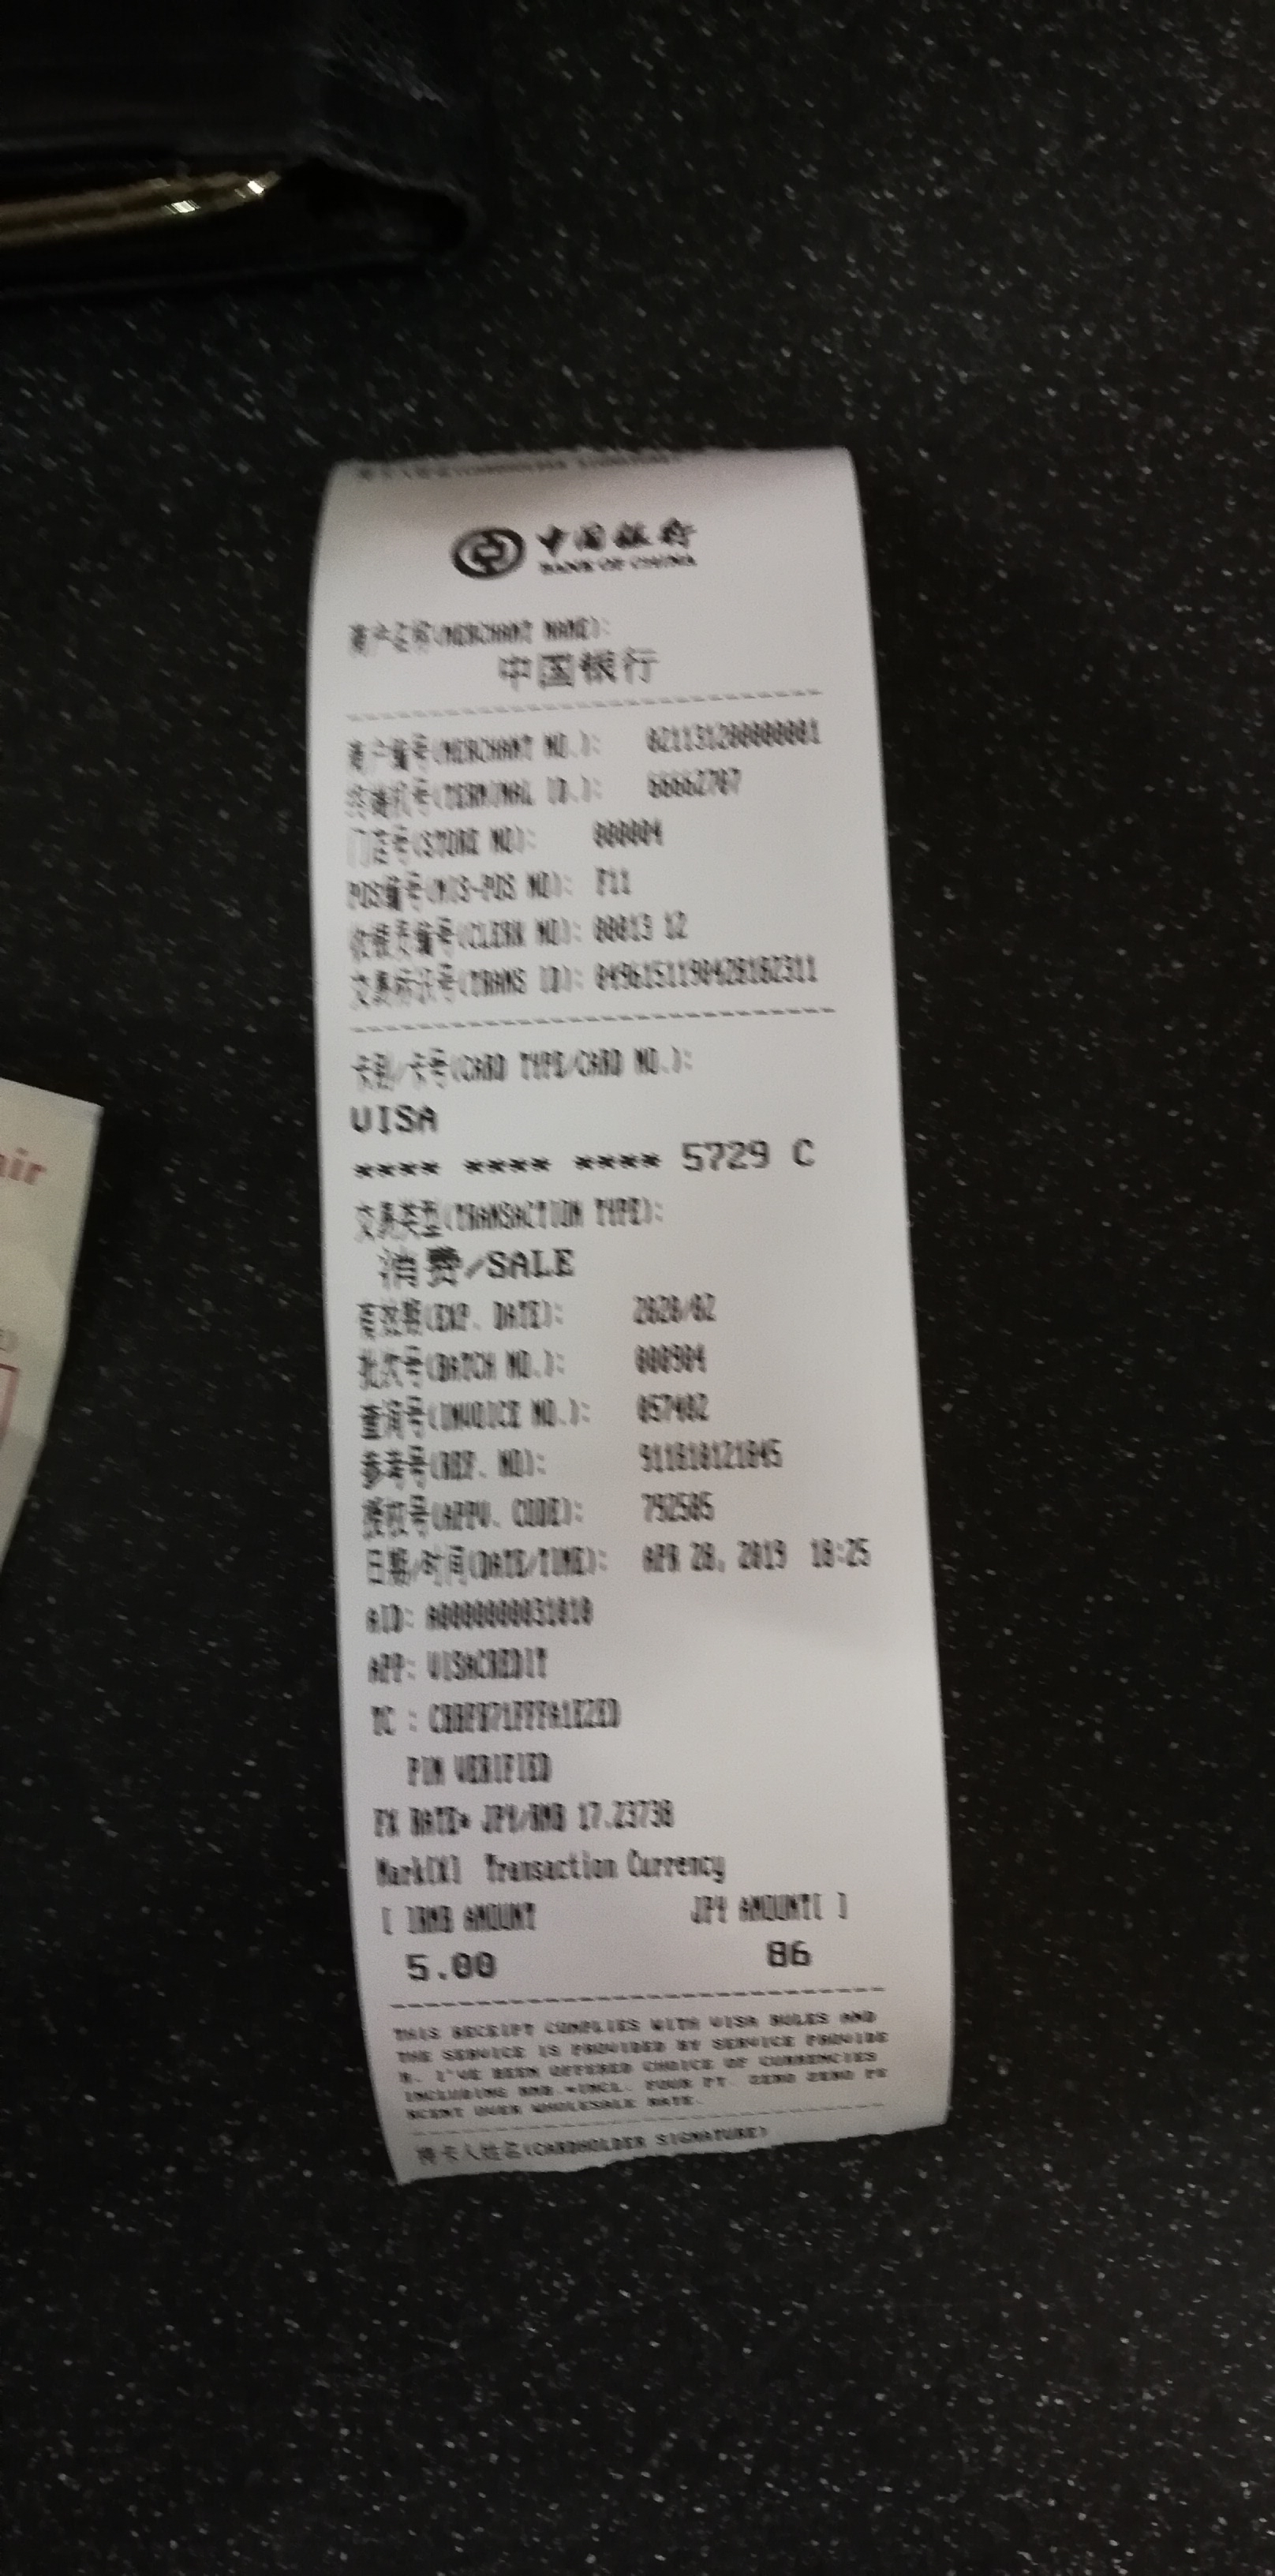 中国银行
BANK OF CHINA
商户名称(MERCHANT NAME):
中国银行
商户编号(MERCHANT NO.): 021131200000001
终端机号(TERMINAL ID.): 66662707
门店号(STORE NO): 000004
POS编号(MIS-POS NO): F11
收银员编号(CLERK NO): 00013 12
交易标识号(TRANS ID): 0496151190428182311
卡别/卡号(CARD TYPE/CARD NO.):
VISA
**** **** **** 5729 C
交易类型(TRANSACTION TYPE):
消费/SALE
有效期(EXP. DATE): 2020/02
批次号(BATCH NO.): 000904
查询号(INVOICE NO.): 057402
参考号(REF. NO): 911818121045
授权号(APPV. CODE): 792505
日期/时间(DATE/TIME): APR 28, 2019 18:25
AID: A0000000031010
APP: VISACREDIT
TC :
PIN VERIFIED
FX RATE* JPY/RMB 17.23738
Mark[X] Transaction Currency
[ ]RMB AMOUNT JPY AMOUNT[ ]
5.00 86
THIS RECEIPT COMPLIES WITH VISA RULES AND
THE SERVICE IS PROVIDED BY SERVICE PROVIDE
R. I'VE BEEN OFFERED CHOICE OF CURRENCIES
INCLUDING RMB.*INCL. FOUR PT. ZERO ZERO PE
RCENT OVER WHOLESALE RATE.
持卡人姓名(CARDHOLDER SIGNATURE)
air